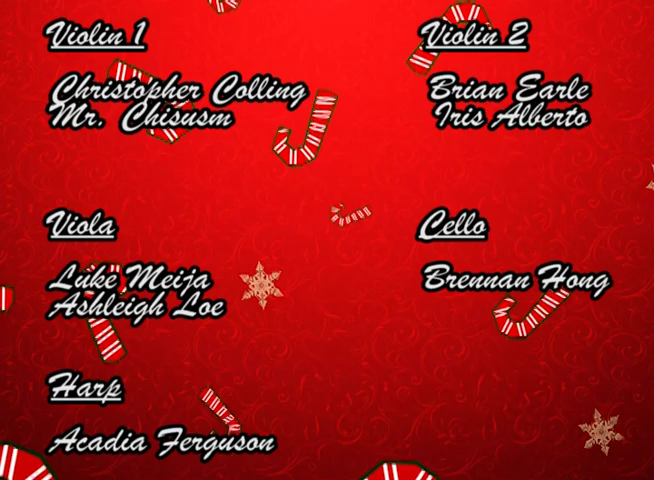 Violin 1
Christopher Colling
Mr. Chisusm
Violin 2
Brian Earle
Iris Alberto
Viola
Luke Meija
Ashleigh Loe
Cello
Brennan Hong
Harp
Acadia Ferguson